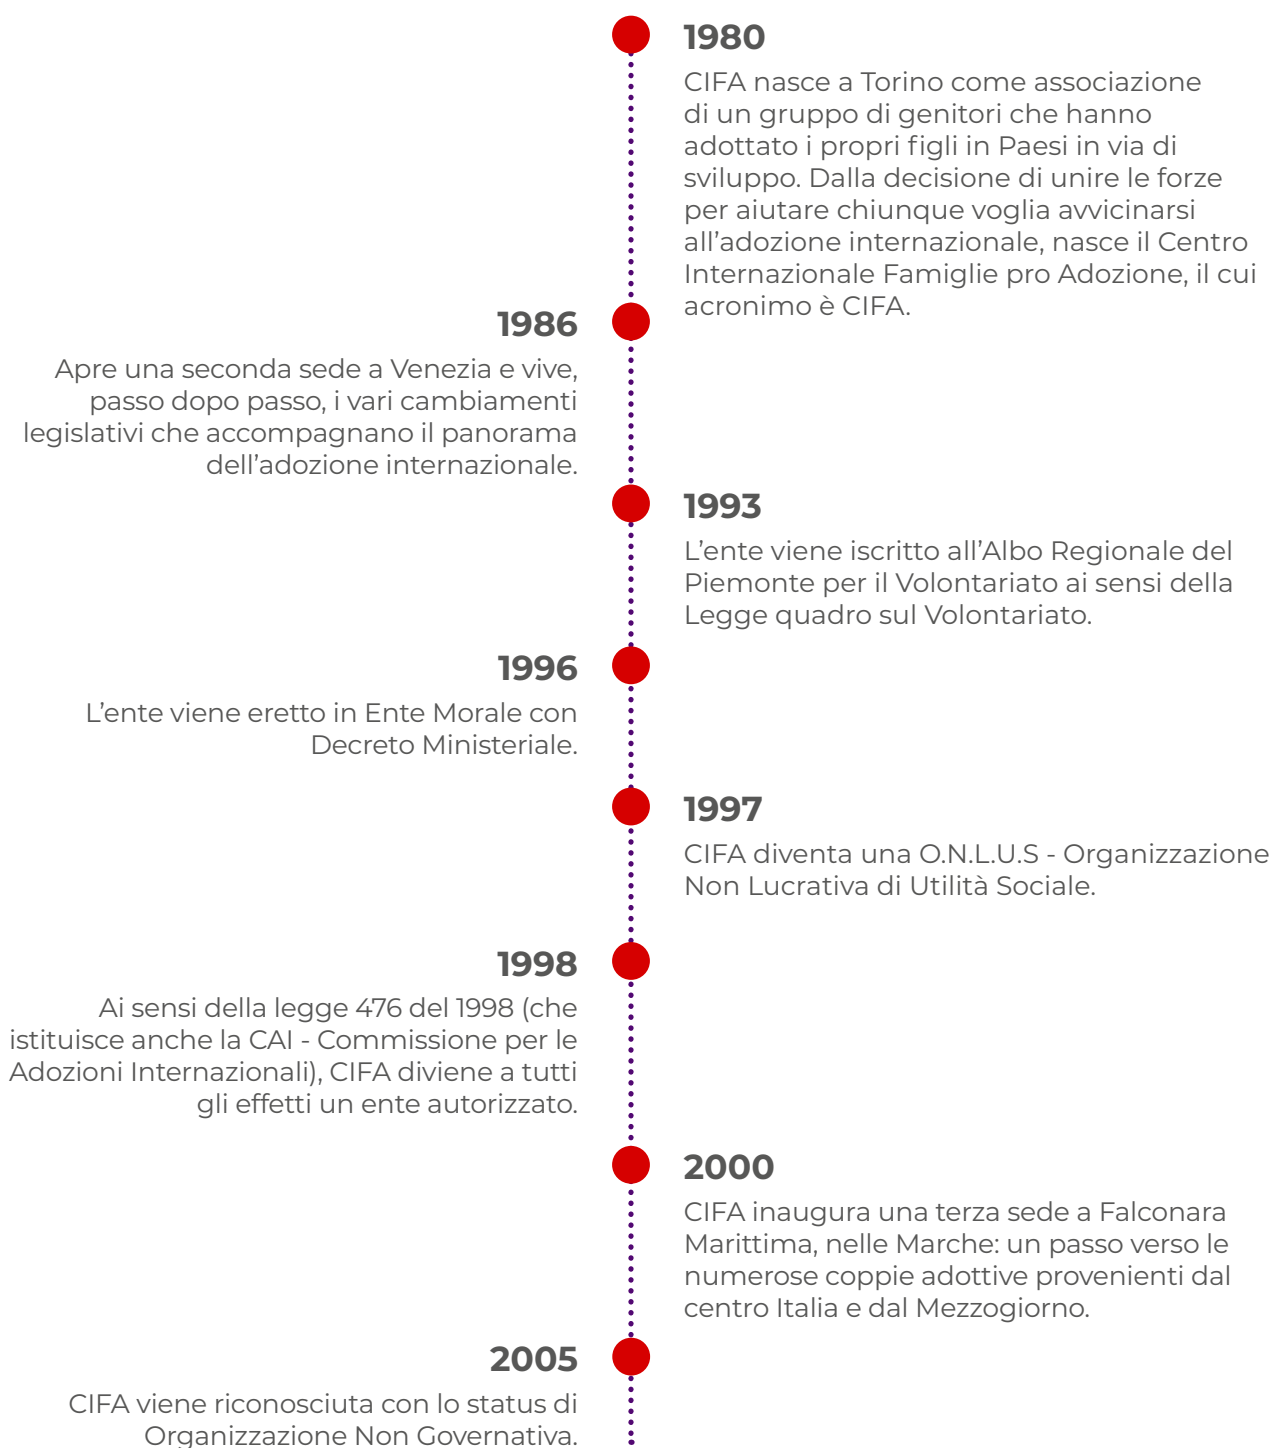 1980
CIFA nasce a Torino come associazione
di un gruppo di genitori che hanno
adottato i propri figli in Paesi in via di
sviluppo. Dalla decisione di unire le forze
per aiutare chiunque voglia avvicinarsi
all'adozione internazionale, nasce il Centro
Internazionale Famiglie pro Adozione, il cui
acronimo è CIFA.
1986
Apre una seconda sede a Venezia e vive,
passo dopo passo, i vari cambiamenti
legislativi che accompagnano il panorama
dell'adozione internazionale.
1993
L'ente viene iscritto all'Albo Regionale del
Piemonte per il Volontariato ai sensi della
Legge quadro sul Volontariato.
1996
L'ente viene eretto in Ente Morale con
Decreto Ministeriale.
1997
CIFA diventa una O.N.L.U.S - Organizzazione
Non Lucrativa di Utilità Sociale.
1998
Ai sensi della legge 476 del 1998 (che
istituisce anche la CAI - Commissione per le
Adozioni Internazionali), CIFA diviene a tutti
gli effetti un ente autorizzato.
2000
CIFA inaugura una terza sede a Falconara
Marittima, nelle Marche: un passo verso le
numerose coppie adottive provenienti dal
centro Italia e dal Mezzogiorno.
2005
CIFA viene riconosciuta con lo status di
Organizzazione Non Governativa.